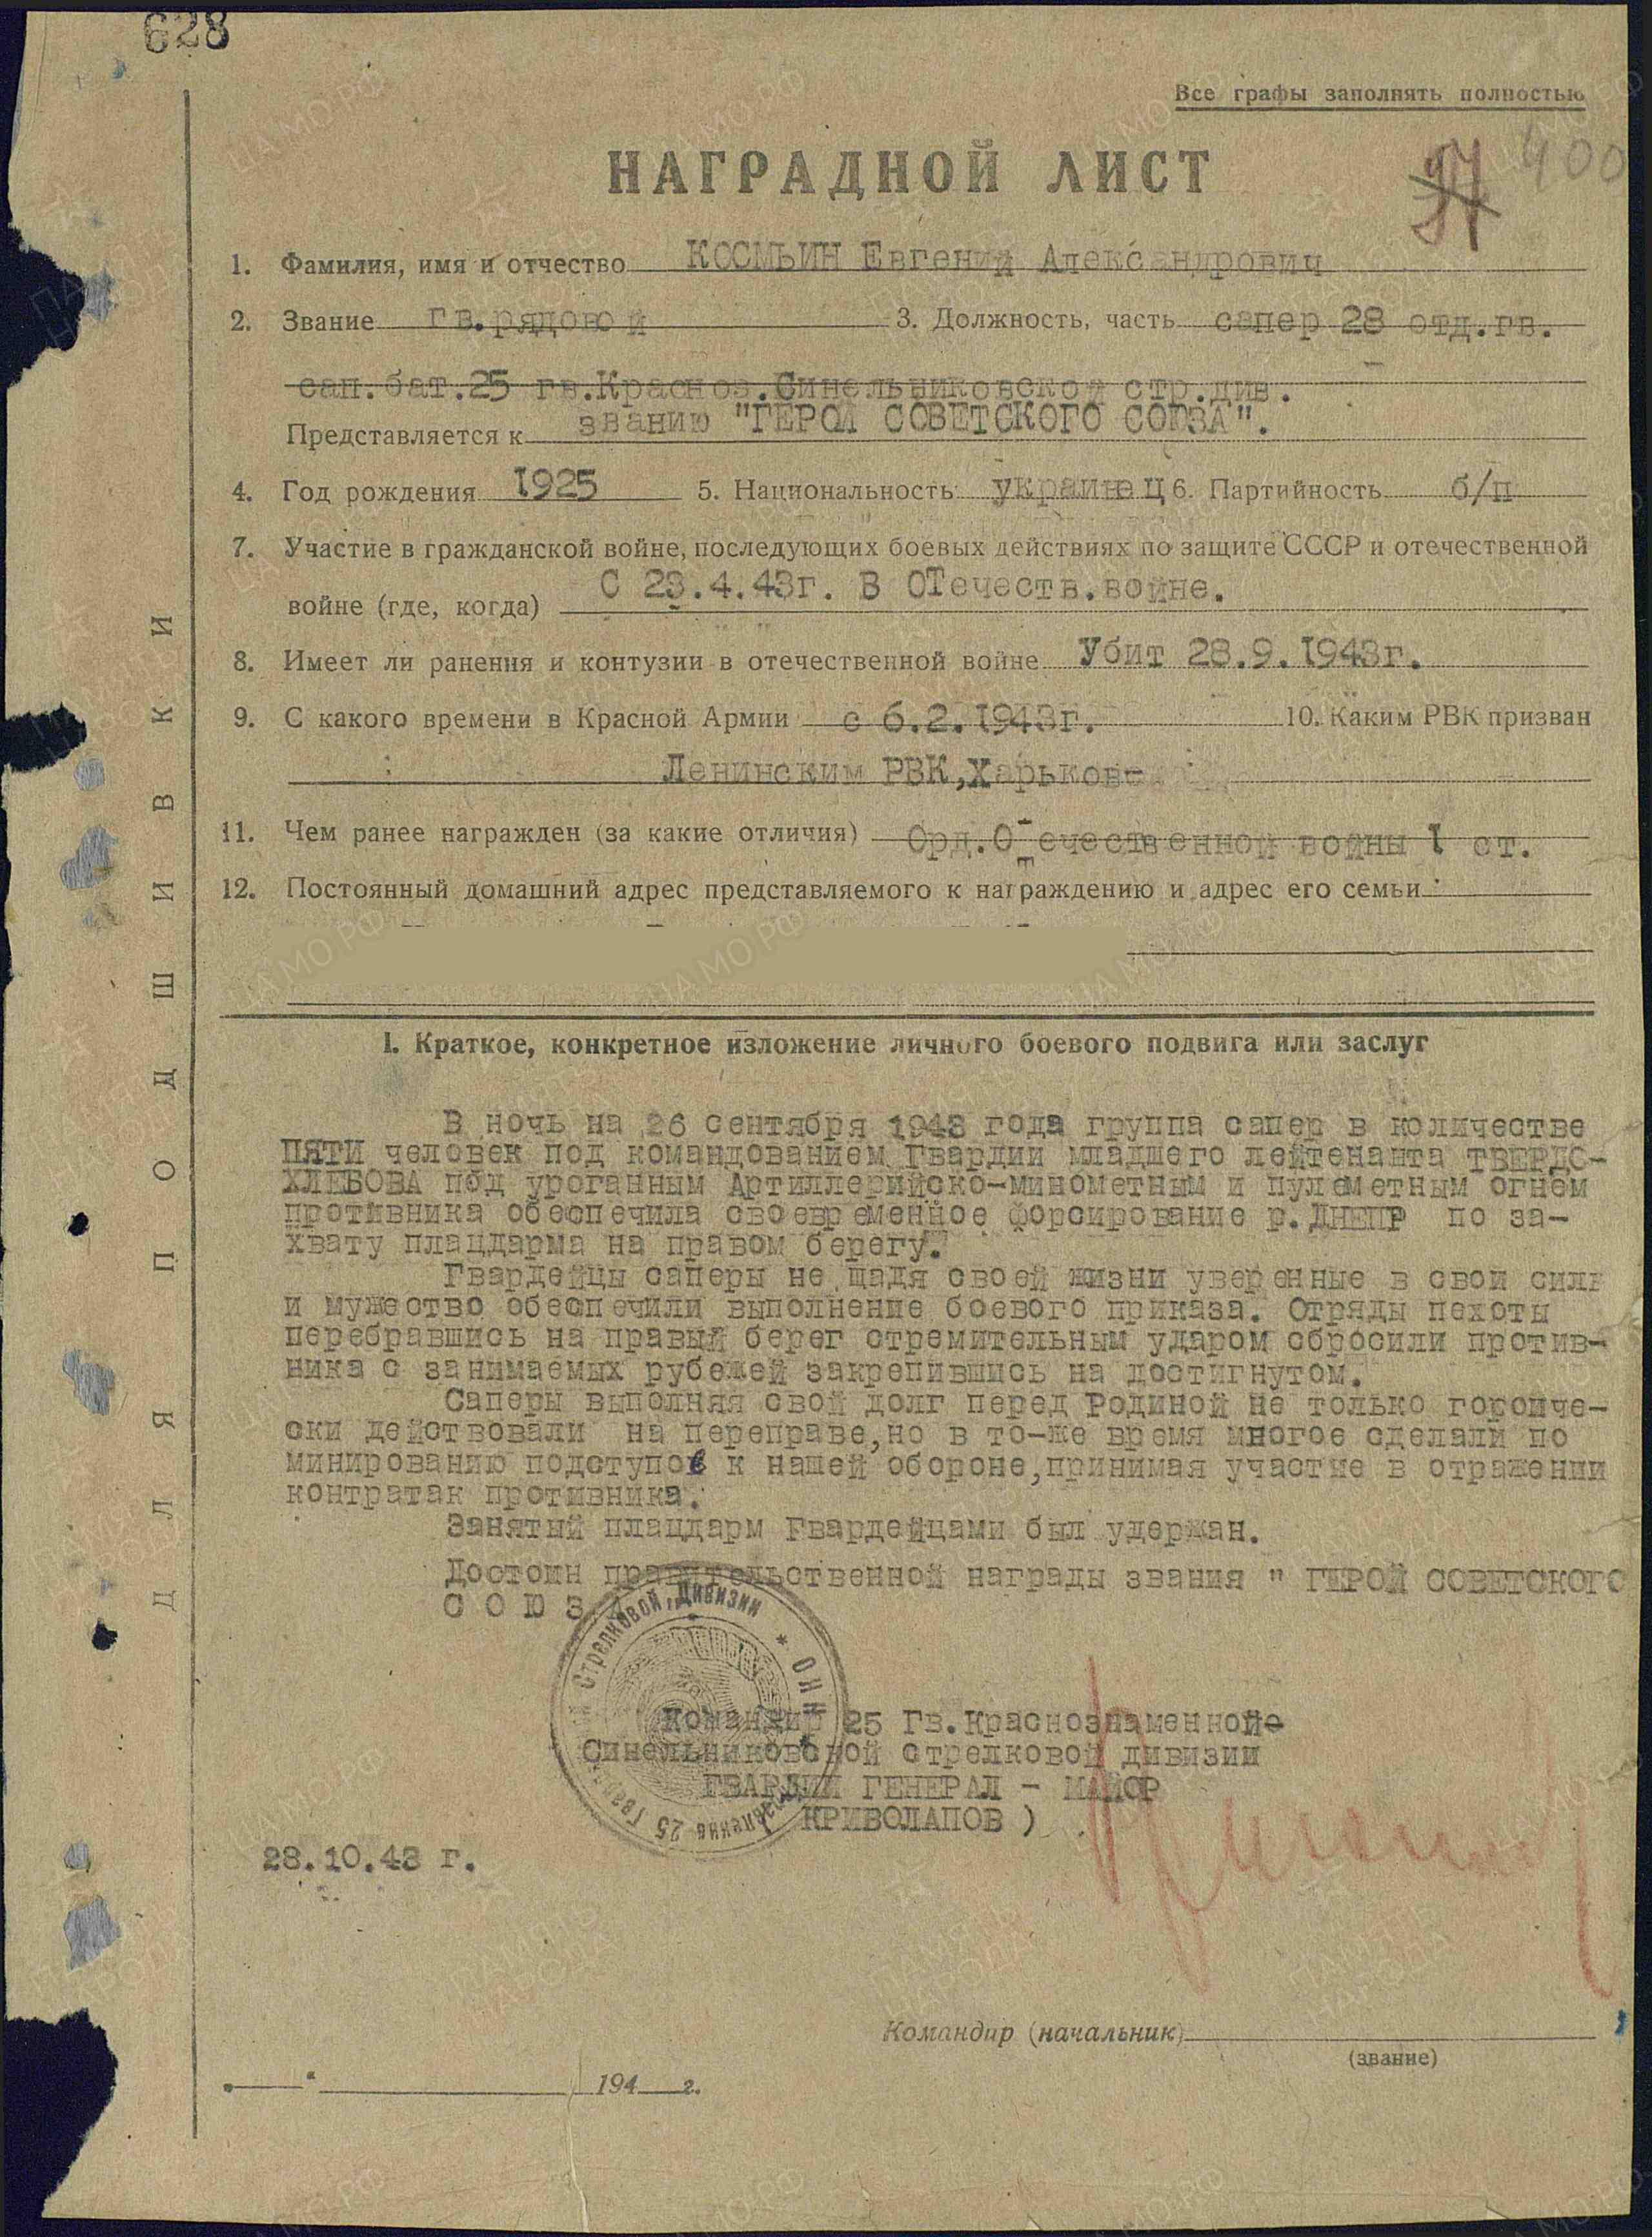 628
Все графы заполнять полностью
НАГРАДНОЙ ЛИСТ
97 400
1. Фамилия, имя и отчество КОСМЫИН Евгений Александрович
2. Звание гв.рядовой 3. Должность, часть сапер 28 отд.гв.
сап.бат.25 гв.Красноз.Синельниковской стр.див.
Представляется к званию "ГЕРОЙ СОВЕТСКОГО СОЮЗА".
4. Год рождения 1925 5. Национальность украинец 6. Партийность б/п
7. Участие в гражданской войне, последующих боевых действиях по защите СССР и отечественной
войне (где, когда) С 23.4.43г. В ОТечеств.войне.
8. Имеет ли ранения и контузии в отечественной войне Убит 28.9.1943г.
9. С какого времени в Красной Армии с 6.2.1943г. 10. Каким РВК призван
Ленинским РВК,Харьков
11. Чем ранее награжден (за какие отличия) Орд.Отечественной войны I ст.
12. Постоянный домашний адрес представляемого к награждению и адрес его семьи
I. Краткое, конкретное изложение личного боевого подвига или заслуг
В ночь на 26 сентября 1943 года группа сапер в количестве
ПЯТИ человек под командованием Гвардии младшего лейтенанта ТВЕРДО-
ХЛЕБОВА под ураганным Артиллерийско-минометным и пулеметным огнем
противника обеспечила своевременное форсирование р.ДНЕПР по за-
хвату плацдарма на правом берегу.
Гвардейцы саперы не щадя своей жизни уверенные в свои силы
и мужество обеспечили выполнение боевого приказа. Отряды пехоты
перебравшись на правый берег стремительным ударом сбросили против-
ника с занимаемых рубежей закрепившись на достигнутом.
Саперы выполняя свой долг перед Родиной не только героиче-
ски действовали на переправе,но в то-же время многое сделали по
минированию подступов к нашей обороне,принимая участие в отражении
контратак противника.
Занятый плацдарм Гвардейцами был удержан.
Достоин правительственной награды звания " ГЕРОЙ СОВЕТСКОГО
С О Ю З А
Стрелковой Дивизии * НКО
Командир 25 Гв.Краснознаменной
Синельниковской стрелковой дивизии
ГВАРДИИ ГЕНЕРАЛ - МАЙОР
КРИВОЛАПОВ )
28.10.43 г.
Командир (начальник)
(звание)
" " 194 г.
ДЛЯ ПОДШИВКИ